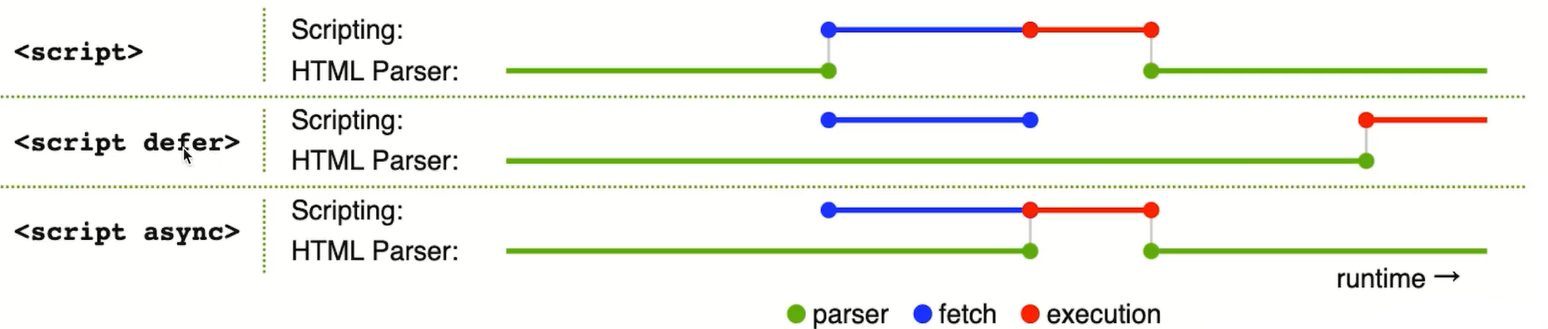 <script>
Scripting:
HTML Parser:
<script defer>
Scripting:
HTML Parser:
<script async>
Scripting:
HTML Parser:
runtime →
parser fetch execution